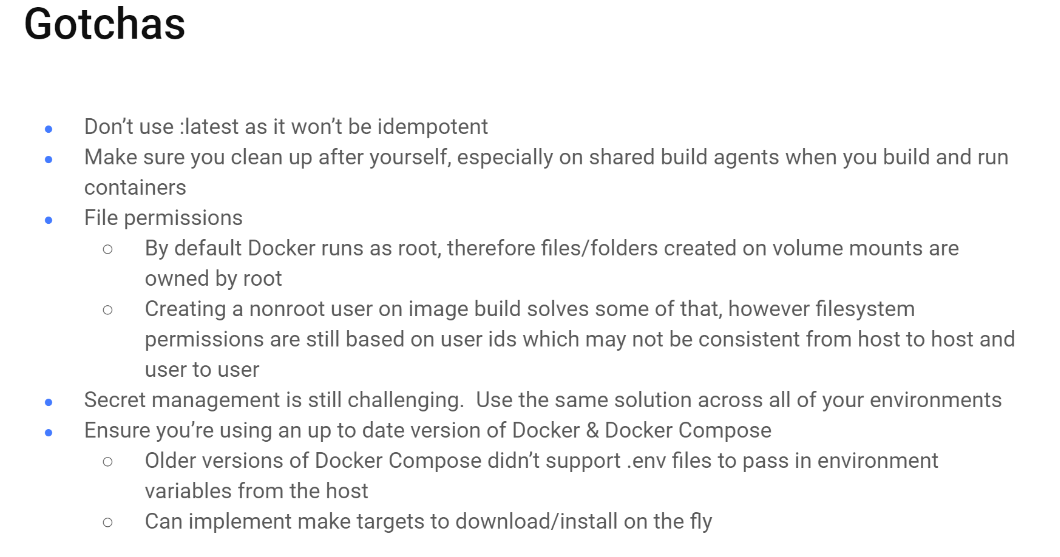 Gotchas
Don’t use :latest as it won’t be idempotent
Make sure you clean up after yourself, especially on shared build agents when you build and run
containers
File permissions
By default Docker runs as root, therefore files/folders created on volume mounts are
owned by root
Creating a nonroot user on image build solves some of that, however filesystem
permissions are still based on user ids which may not be consistent from host to host and
user to user
Secret management is still challenging.  Use the same solution across all of your environments
Ensure you’re using an up to date version of Docker & Docker Compose
Older versions of Docker Compose didn’t support .env files to pass in environment
variables from the host
Can implement make targets to download/install on the fly